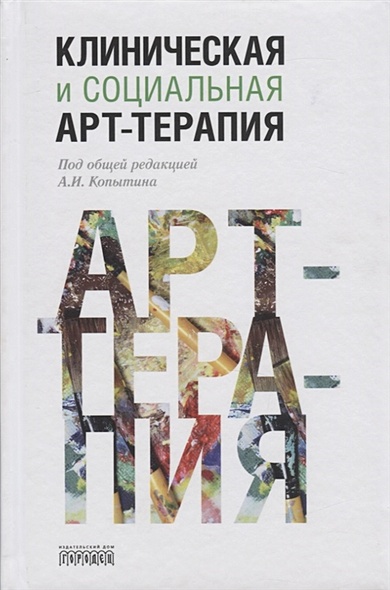 КЛИНИЧЕСКАЯ
И СОЦИАЛЬНАЯ
АРТ-ТЕРАПИЯ
Под общей редакцией
А.И. Копытина
АРТ-
ТЕРА-
ПИЯ
ИЗДАТЕЛЬСКИЙ ДОМ
ГОРОДЕЦ